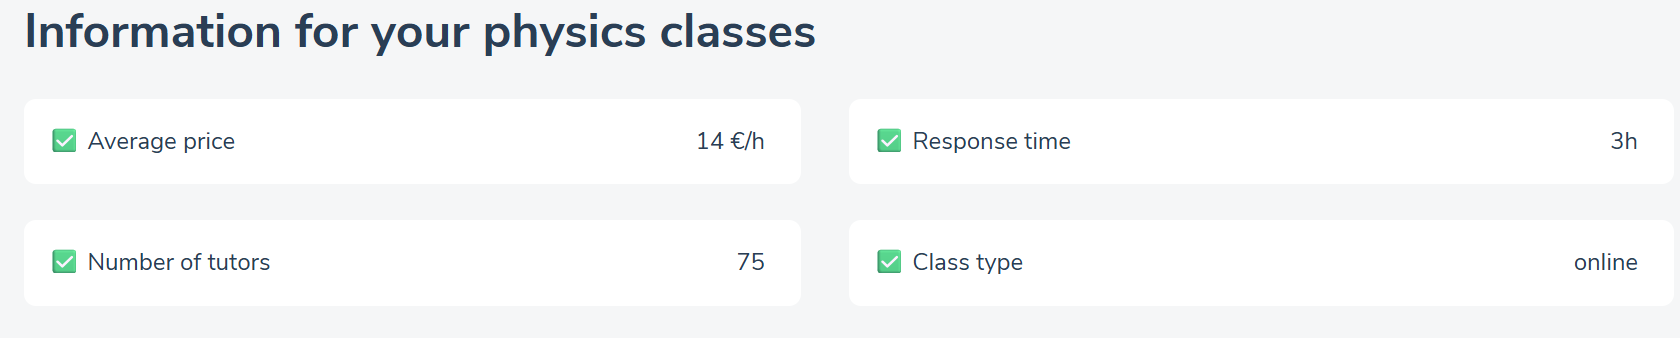 Information for your physics classes
Average price 14 €/h
Response time 3h
Number of tutors 75
Class type online